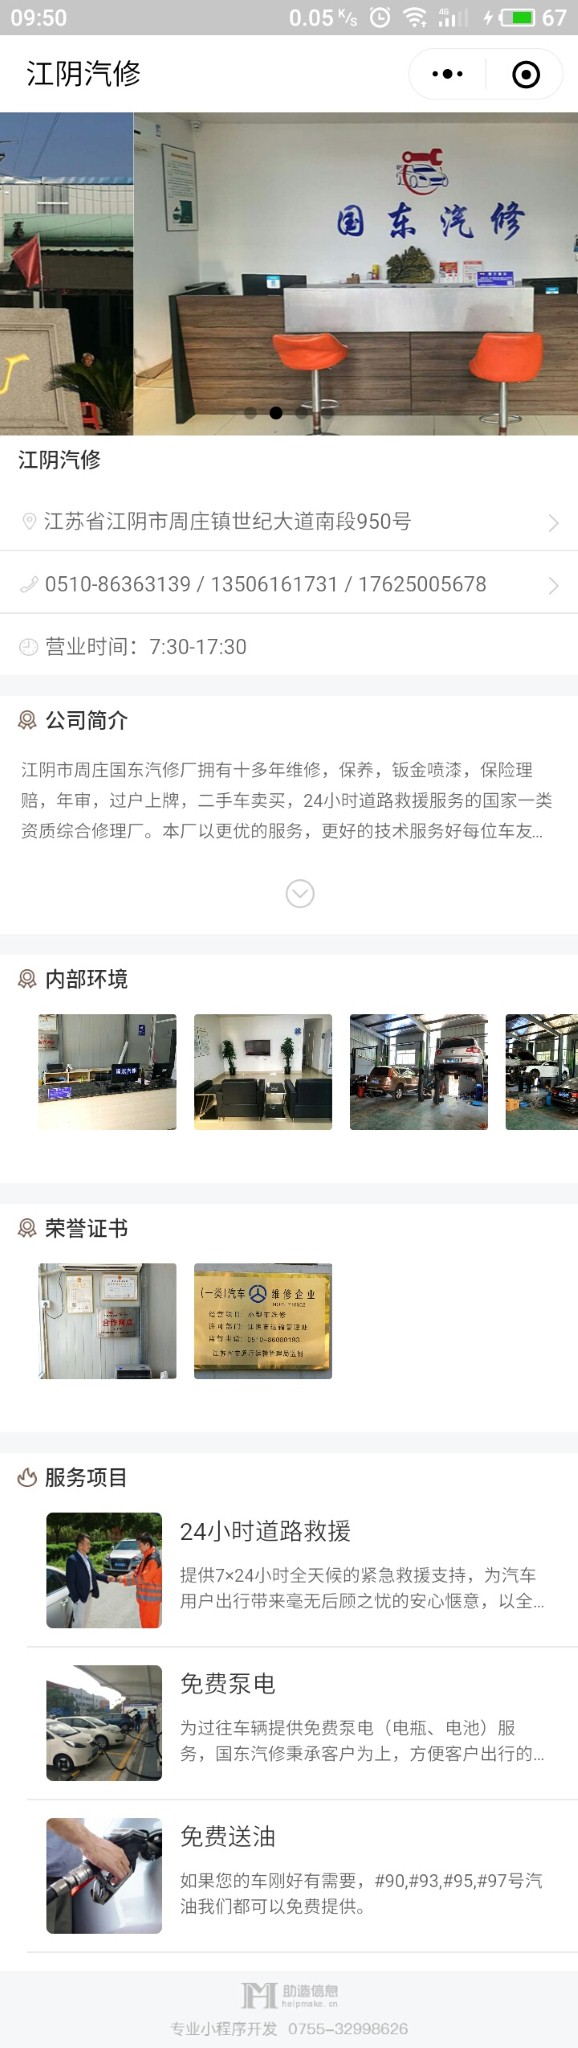 09:50
0.05 K/s
4G
67
江阴汽修
国东汽修
江阴汽修
江苏省江阴市周庄镇世纪大道南段950号
0510-86363139 / 13506161731 / 17625005678
营业时间：7:30-17:30
公司简介
江阴市周庄国东汽修厂拥有十多年维修，保养，钣金喷漆，保险理
赔，年审，过户上牌，二手车卖买，24小时道路救援服务的国家一类
资质综合修理厂。本厂以更优的服务，更好的技术服务好每位车友...
内部环境
国东汽修
荣誉证书
合作网点
(一类)汽车 维修企业
服务项目
24小时道路救援
提供7×24小时全天候的紧急救援支持，为汽车
用户出行带来毫无后顾之忧的安心惬意，以全...
免费泵电
为过往车辆提供免费泵电（电瓶、电池）服
务，国东汽修秉承客户为上，方便客户出行的...
免费送油
如果您的车刚好有需要，#90,#93,#95,#97号汽
油我们都可以免费提供。
助造信息
helpmake.cn
专业小程序开发 0755-32998626